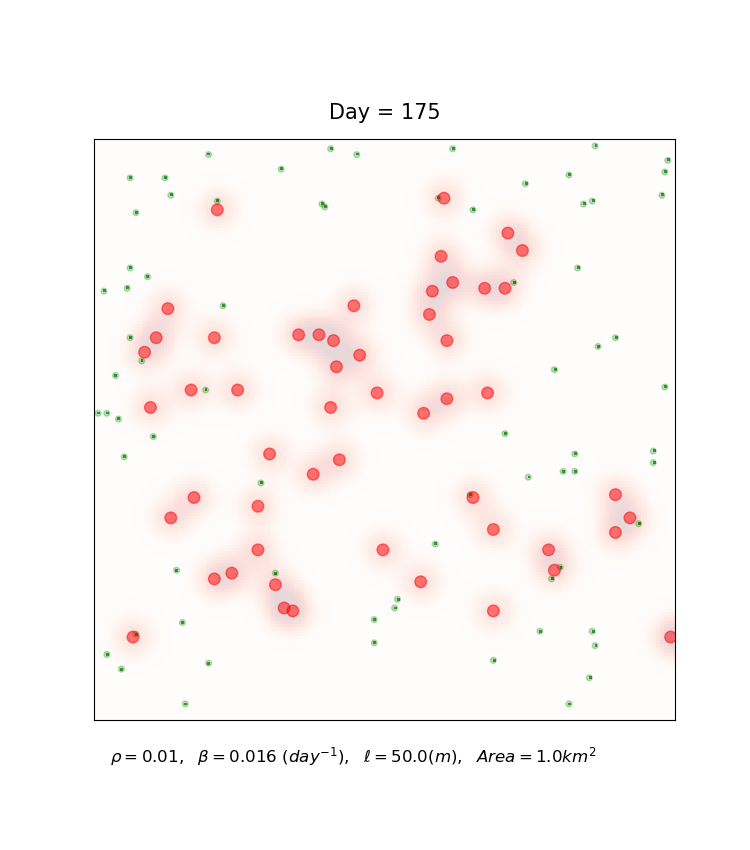 Day = 175
ρ = 0.01,  β = 0.016 (day⁻¹),  ℓ = 50.0(m),  Area = 1.0km²